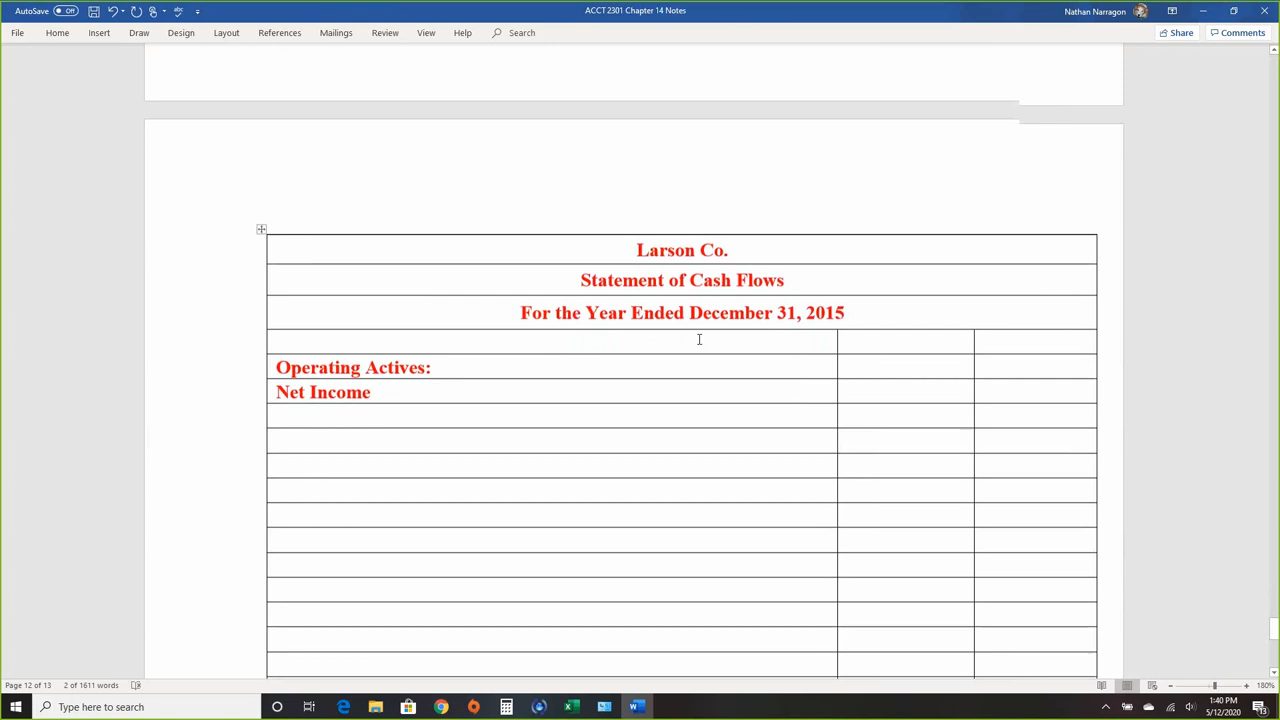 AutoSave Off
ACCT 2301 Chapter 14 Notes
Nathan Narragon
File Home Insert Draw Design Layout References Mailings Review View Help Search Share Comments
Larson Co.
Statement of Cash Flows
For the Year Ended December 31, 2015
Operating Actives:
Net Income
Page 12 of 13 2 of 1611 words 180%
Type here to search
1:40 PM
5/12/2020